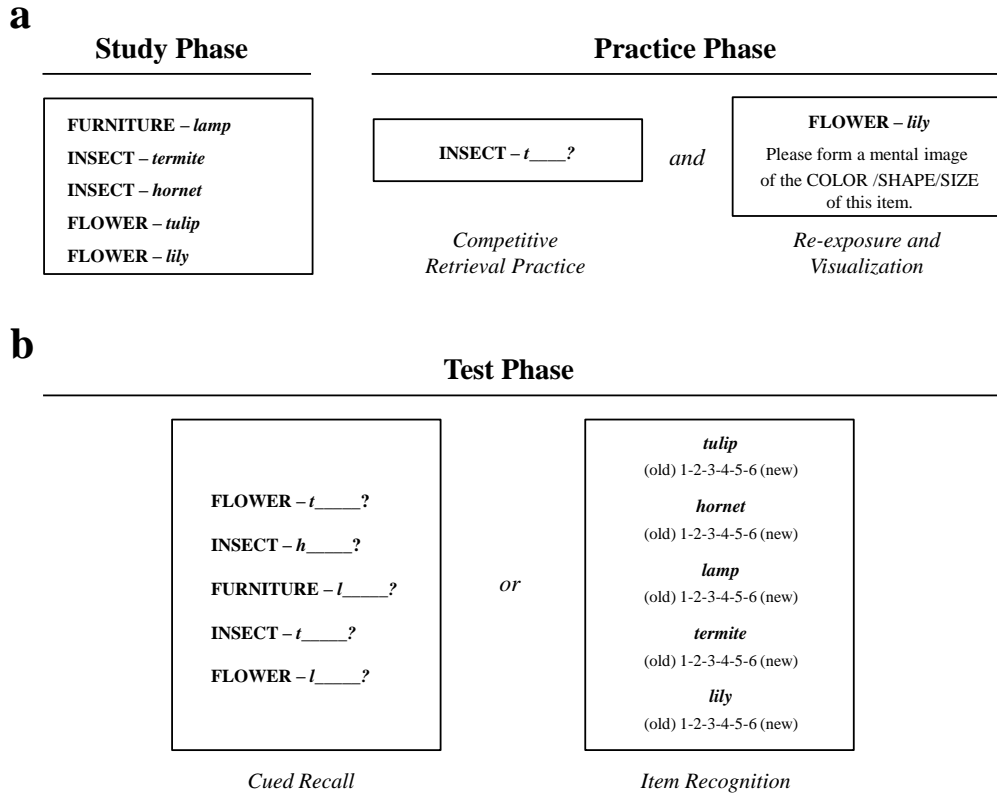 a
Study Phase
Practice Phase
FURNITURE – lamp
INSECT – termite
INSECT – hornet
FLOWER – tulip
FLOWER – lily
INSECT – t____?
Competitive
Retrieval Practice
and
FLOWER – lily
Please form a mental image
of the COLOR /SHAPE/SIZE
of this item.
Re-exposure and
Visualization
b
Test Phase
FLOWER – t_____?
INSECT – h_____?
FURNITURE – l_____?
INSECT – t_____?
FLOWER – l_____?
Cued Recall
or
tulip
(old) 1-2-3-4-5-6 (new)
hornet
(old) 1-2-3-4-5-6 (new)
lamp
(old) 1-2-3-4-5-6 (new)
termite
(old) 1-2-3-4-5-6 (new)
lily
(old) 1-2-3-4-5-6 (new)
Item Recognition